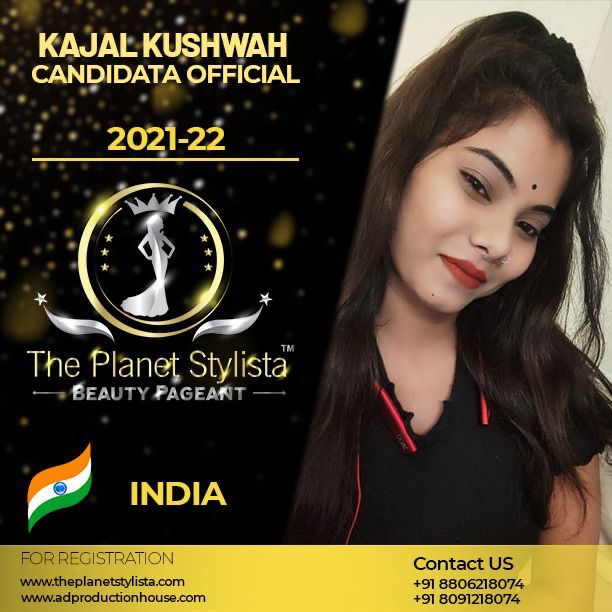 KAJAL KUSHWAH
CANDIDATA OFFICIAL
2021-22
The Planet Stylista™
BEAUTY PAGEANT
INDIA
FOR REGISTRATION
www.theplanetstylista.com
www.adproductionhouse.com
Contact US
+91 8806218074
+91 8091218074